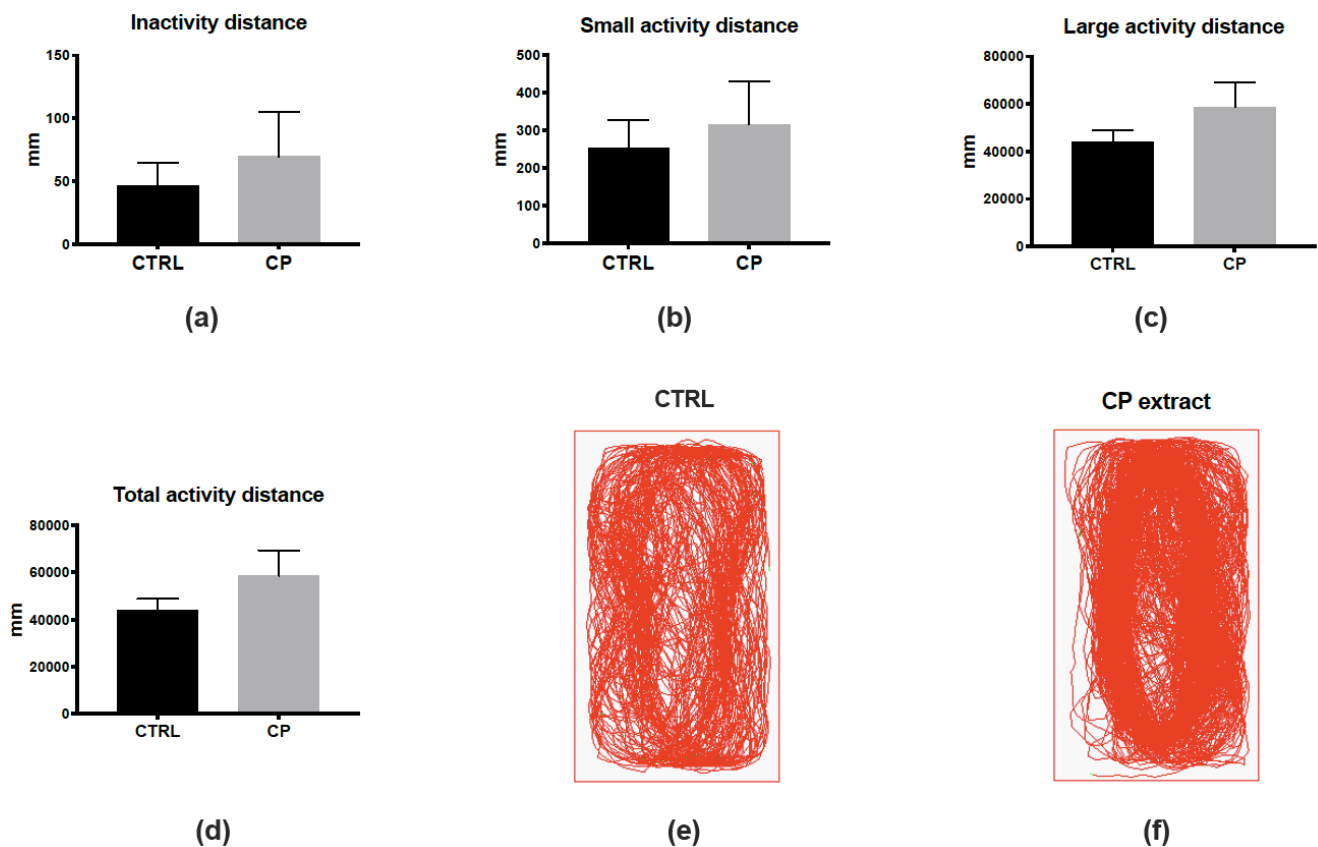 Inactivity distance
150
100
50
0
mm
CTRL
CP
(a)
Small activity distance
500
400
300
200
100
0
mm
CTRL
CP
(b)
Large activity distance
80000
60000
40000
20000
0
mm
CTRL
CP
(c)
Total activity distance
80000
60000
40000
20000
0
mm
CTRL
CP
(d)
CTRL
(e)
CP extract
(f)